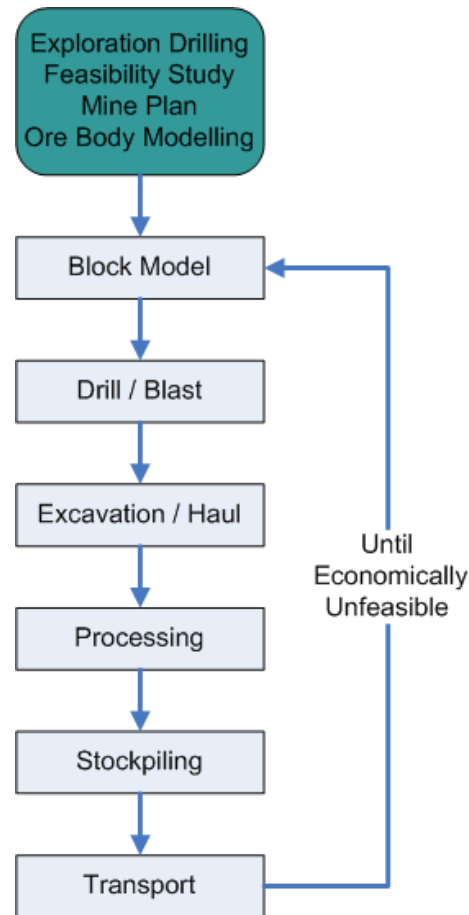 Exploration Drilling
Feasibility Study
Mine Plan
Ore Body Modelling
Block Model
Drill / Blast
Excavation / Haul
Until
Economically
Unfeasible
Processing
Stockpiling
Transport